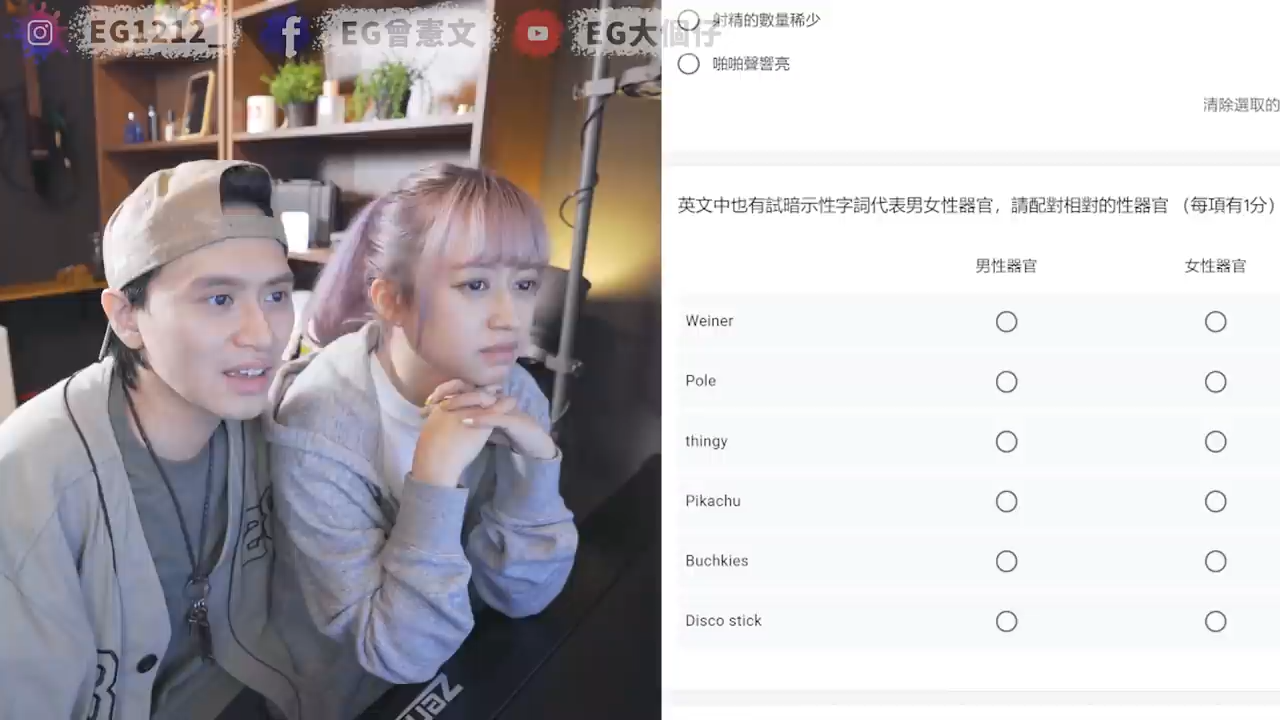 EG1212_
EG曾憲文
EG大個仔
射精的數量稀少
啪啪聲響亮
清除選取的
英文中也有試暗示性字詞代表男女性器官，請配對相對的性器官 （每項有1分）
男性器官
女性器官
Weiner
Pole
thingy
Pikachu
Buchkies
Disco stick